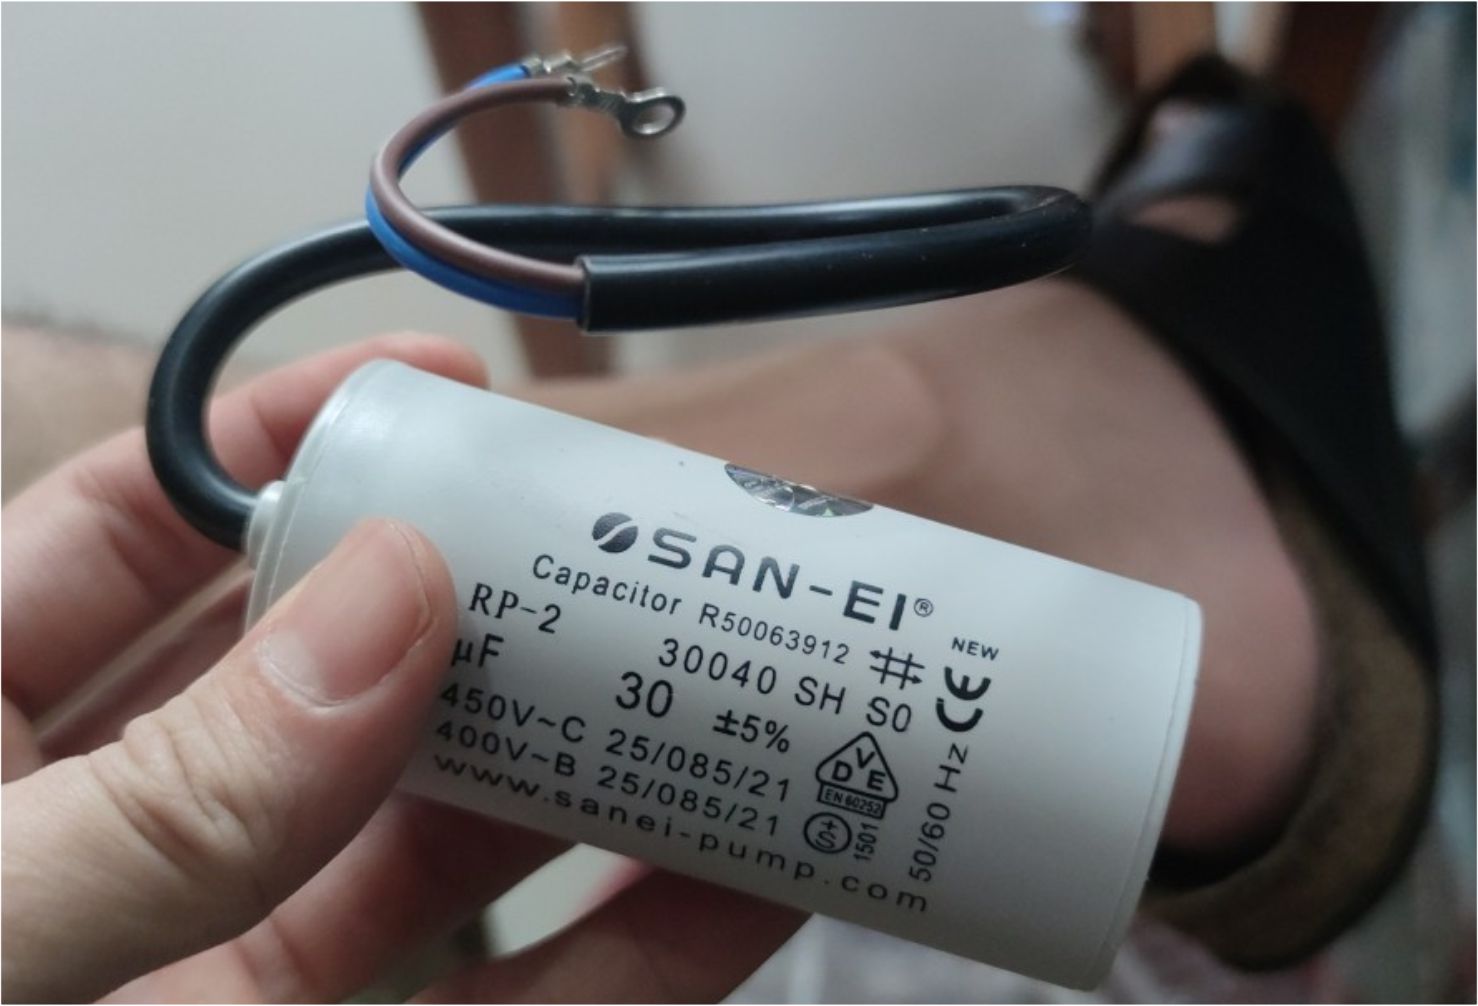 SAN-EI®
Capacitor R50063912
RP-2 30040 SH S0
µF 30 ±5%
450V~C 25/085/21
400V~B 25/085/21
www.sanei-pump.com
NEW
CE
50/60 Hz
VDE
EN 60252
S+
1501